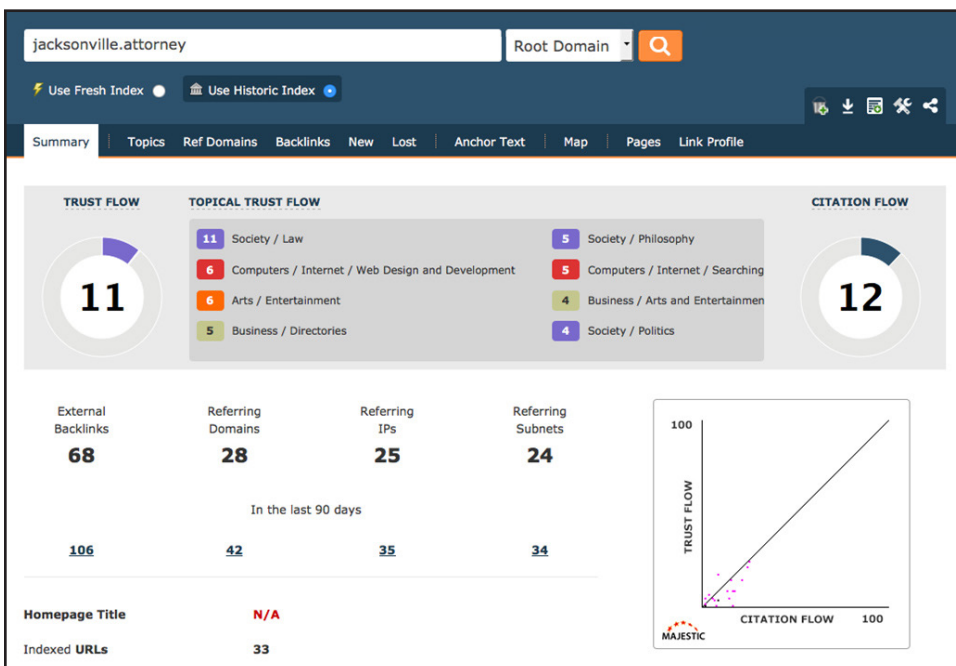 jacksonville.attorney
Root Domain
Use Fresh Index
Use Historic Index
Summary Topics Ref Domains Backlinks New Lost Anchor Text Map Pages Link Profile
TRUST FLOW
11
TOPICAL TRUST FLOW
11 Society / Law
6 Computers / Internet / Web Design and Development
6 Arts / Entertainment
5 Business / Directories
5 Society / Philosophy
5 Computers / Internet / Searching
4 Business / Arts and Entertainmen
4 Society / Politics
CITATION FLOW
12
External Backlinks
68
Referring Domains
28
Referring IPs
25
Referring Subnets
24
In the last 90 days
106 42 35 34
Homepage Title N/A
Indexed URLs 33
100
TRUST FLOW
CITATION FLOW 100
MAJESTIC